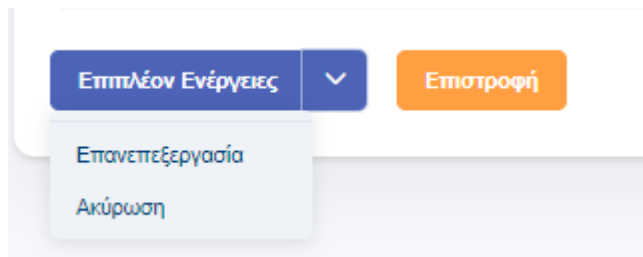 Επιπλέον Ενέργειες
Επιστροφή
Επανεπεξεργασία
Ακύρωση